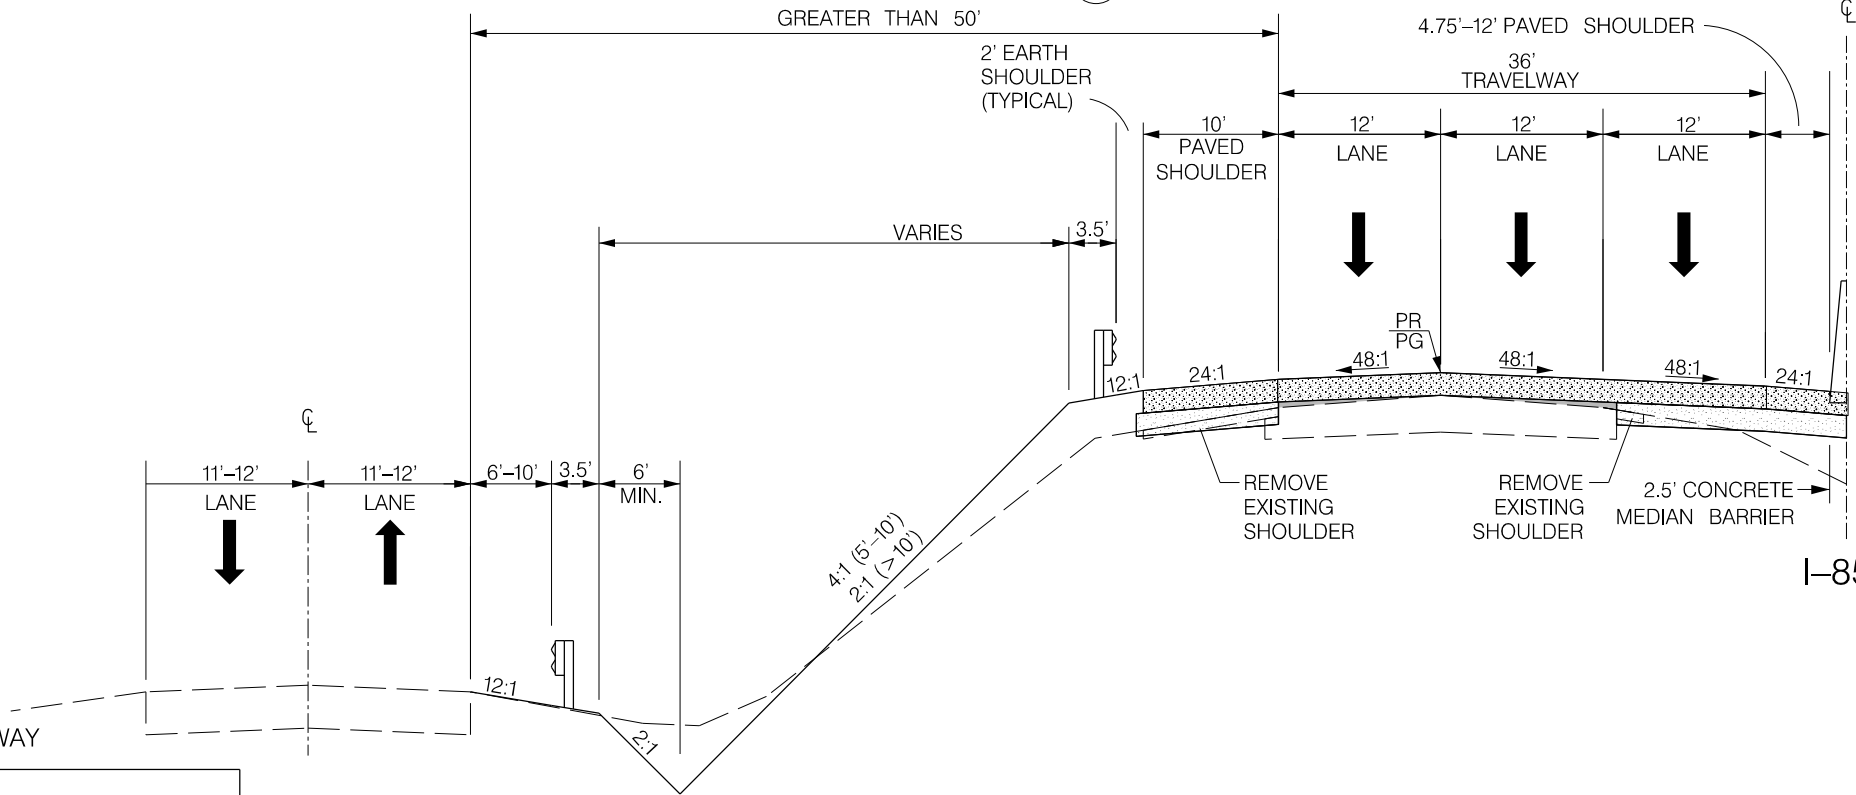 GREATER THAN 50'
4.75'–12' PAVED SHOULDER
℄
2' EARTH
SHOULDER
(TYPICAL)
36'
TRAVELWAY
10'
PAVED
SHOULDER
12'
LANE
12'
LANE
12'
LANE
VARIES
3.5'
PR
PG
12:1
24:1
48:1
48:1
48:1
24:1
℄
11'–12'
LANE
11'–12'
LANE
6'–10'
3.5'
6'
MIN.
REMOVE
EXISTING
SHOULDER
REMOVE
EXISTING
SHOULDER
2.5' CONCRETE
MEDIAN BARRIER
4:1 (5'–10')
2:1 (>10')
I–85
12:1
2:1
WAY